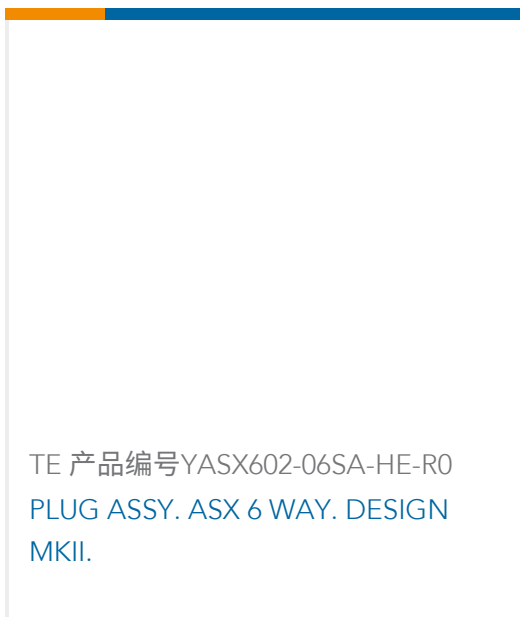 TE 产品编号YASX602-06SA-HE-R0
PLUG ASSY. ASX 6 WAY. DESIGN
MKII.